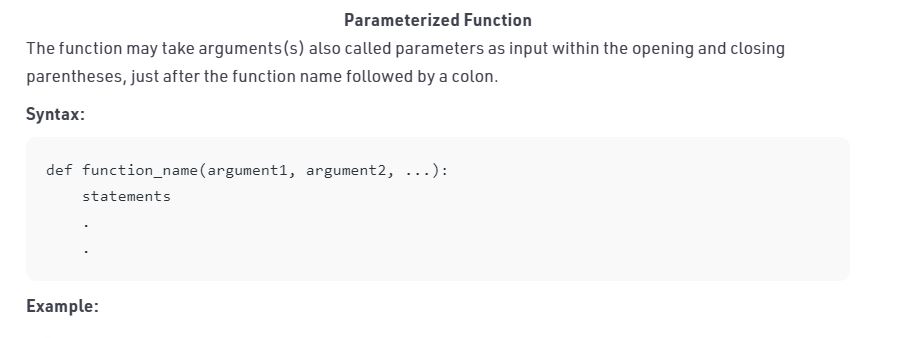 Parameterized Function
The function may take arguments(s) also called parameters as input within the opening and closing
parentheses, just after the function name followed by a colon.
Syntax:
def function_name(argument1, argument2, ...):
    statements
    .
    .
Example: